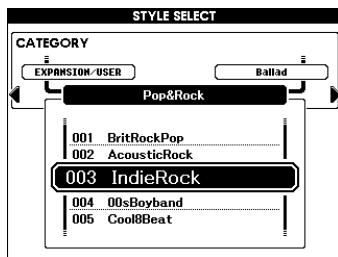 STYLE SELECT
CATEGORY
EXPANSION/USER
Ballad
Pop&Rock
001 BritRockPop
002 AcousticRock
003 IndieRock
004 00sBoyband
005 Cool8Beat